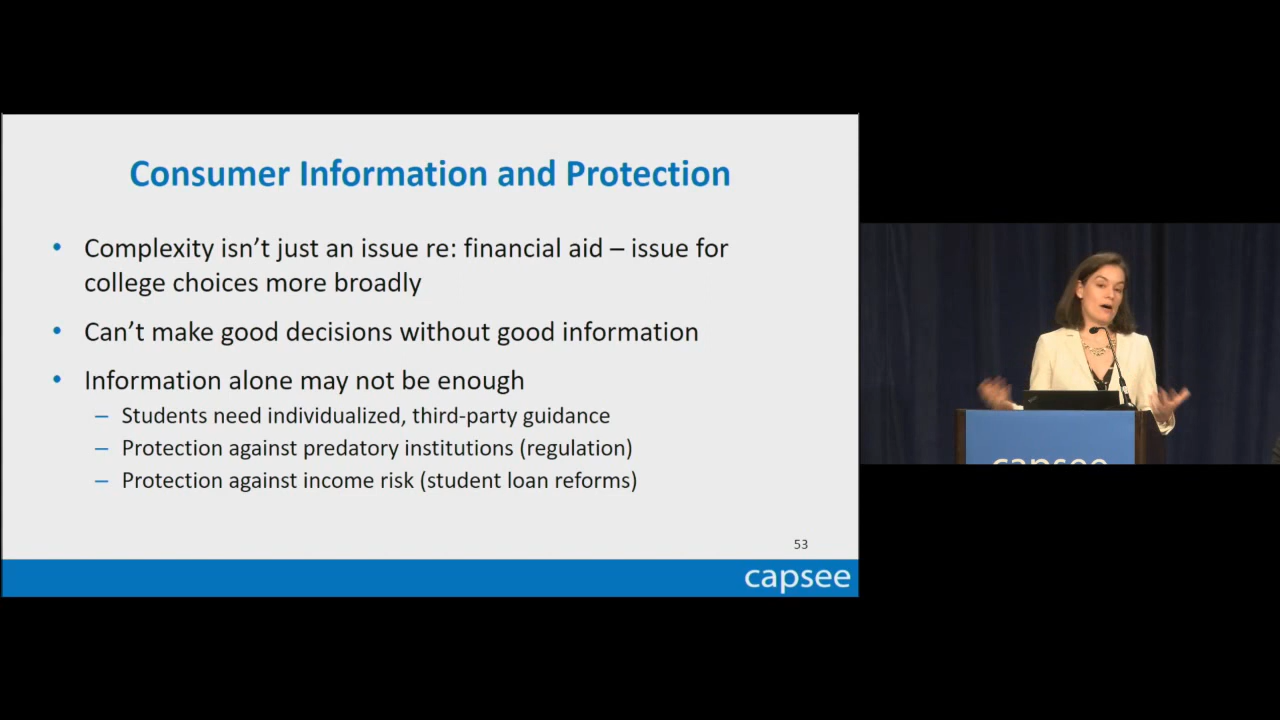 Consumer Information and Protection
• Complexity isn’t just an issue re: financial aid – issue for
college choices more broadly
• Can’t make good decisions without good information
• Information alone may not be enough
– Students need individualized, third-party guidance
– Protection against predatory institutions (regulation)
– Protection against income risk (student loan reforms)
53
capsee
capsee